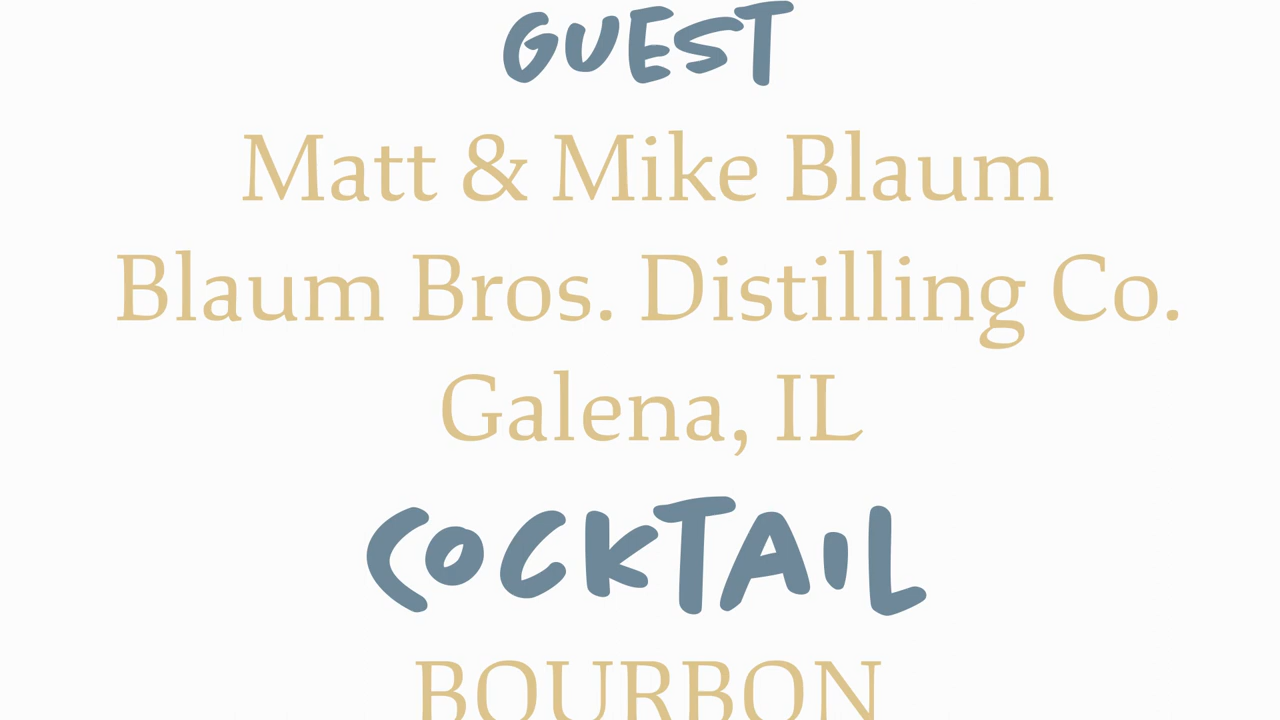 GUEST
Matt & Mike Blaum
Blaum Bros. Distilling Co.
Galena, IL
COCKTAIL
BOURBON